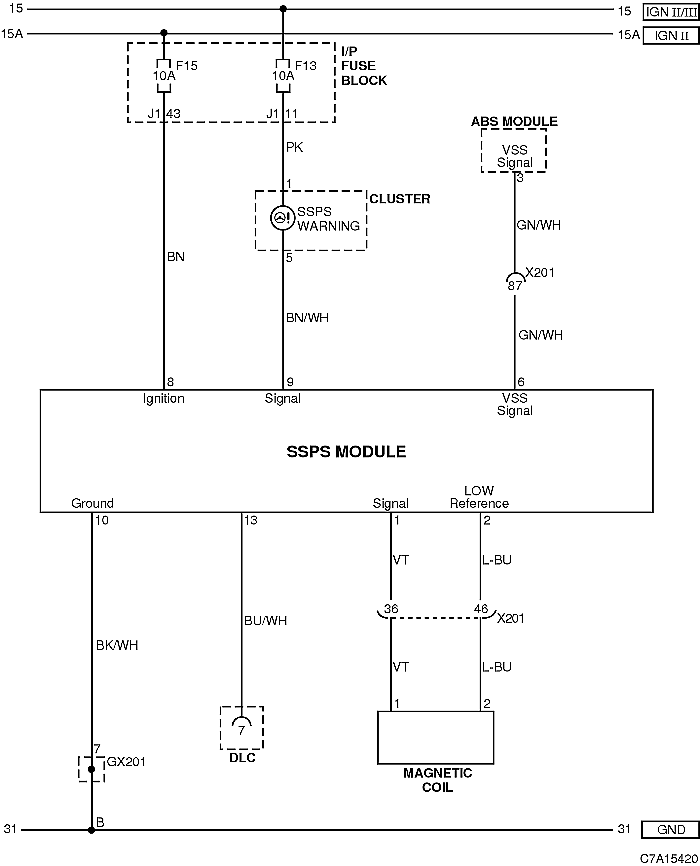 15 15 IGN II/III
15A 15A IGN II
I/P
FUSE
BLOCK
F15
10A
F13
10A
J1 43
J1 11
ABS MODULE
VSS
Signal
3
PK
1
CLUSTER
SSPS
WARNING
5
GN/WH
BN
X201
87
BN/WH
GN/WH
8 9 6
Ignition Signal VSS
Signal
SSPS MODULE
Ground Signal LOW
Reference
10 13 1 2
VT L-BU
36 46 X201
BK/WH BU/WH
VT L-BU
1 2
7
DLC
MAGNETIC
COIL
7
GX201
B
31 31 GND
C7A15420